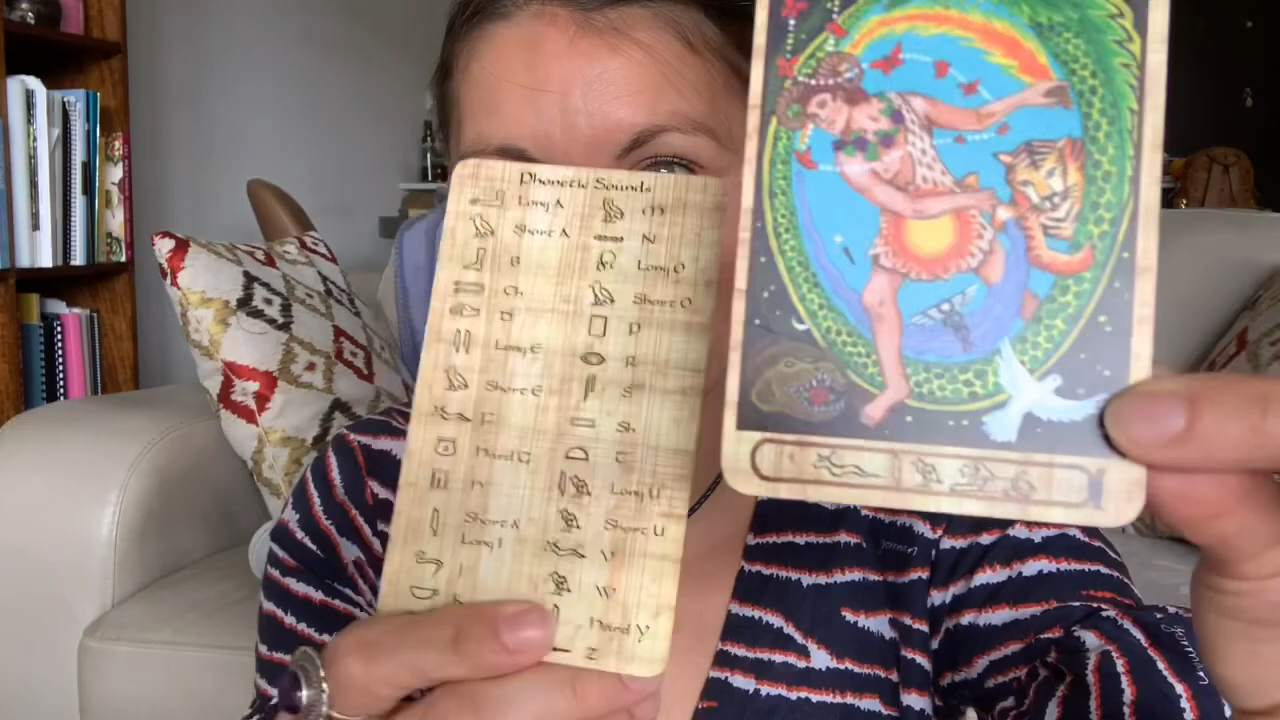 Phonetic Sounds
Long A
M
Short A
N
B
Long O
Ch
Short O
D
P
Long E
R
Short E
S
F
Sh
Hard G
T
H
Long U
Short &
Long I
Short U
V
W
Hard Y
Z